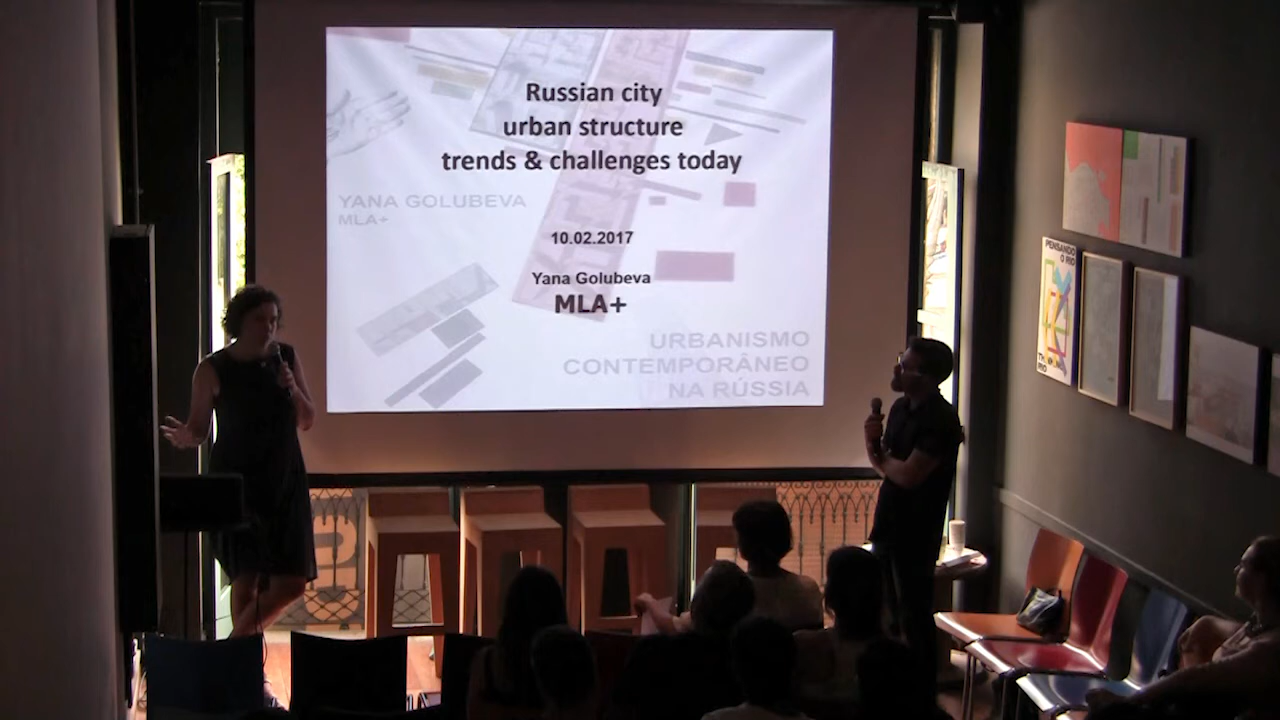 Russian city
urban structure
trends & challenges today
YANA GOLUBEVA
MLA+
10.02.2017
Yana Golubeva
MLA+
URBANISMO
CONTEMPORÂNEO
NA RÚSSIA
PENSANDO
O RIO
RIO